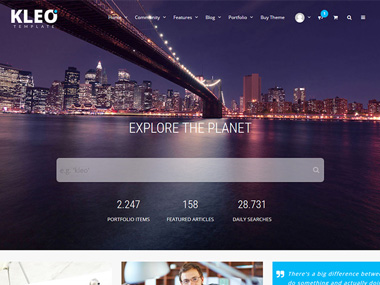 KLEO
TEMPLATE
Home Community Features Blog Portfolio Buy Theme
EXPLORE THE PLANET
e.g. "kleo"
2.247 158 28.731
PORTFOLIO ITEMS FEATURED ARTICLES DAILY SEARCHES
There's a big difference between
do something and actually doi